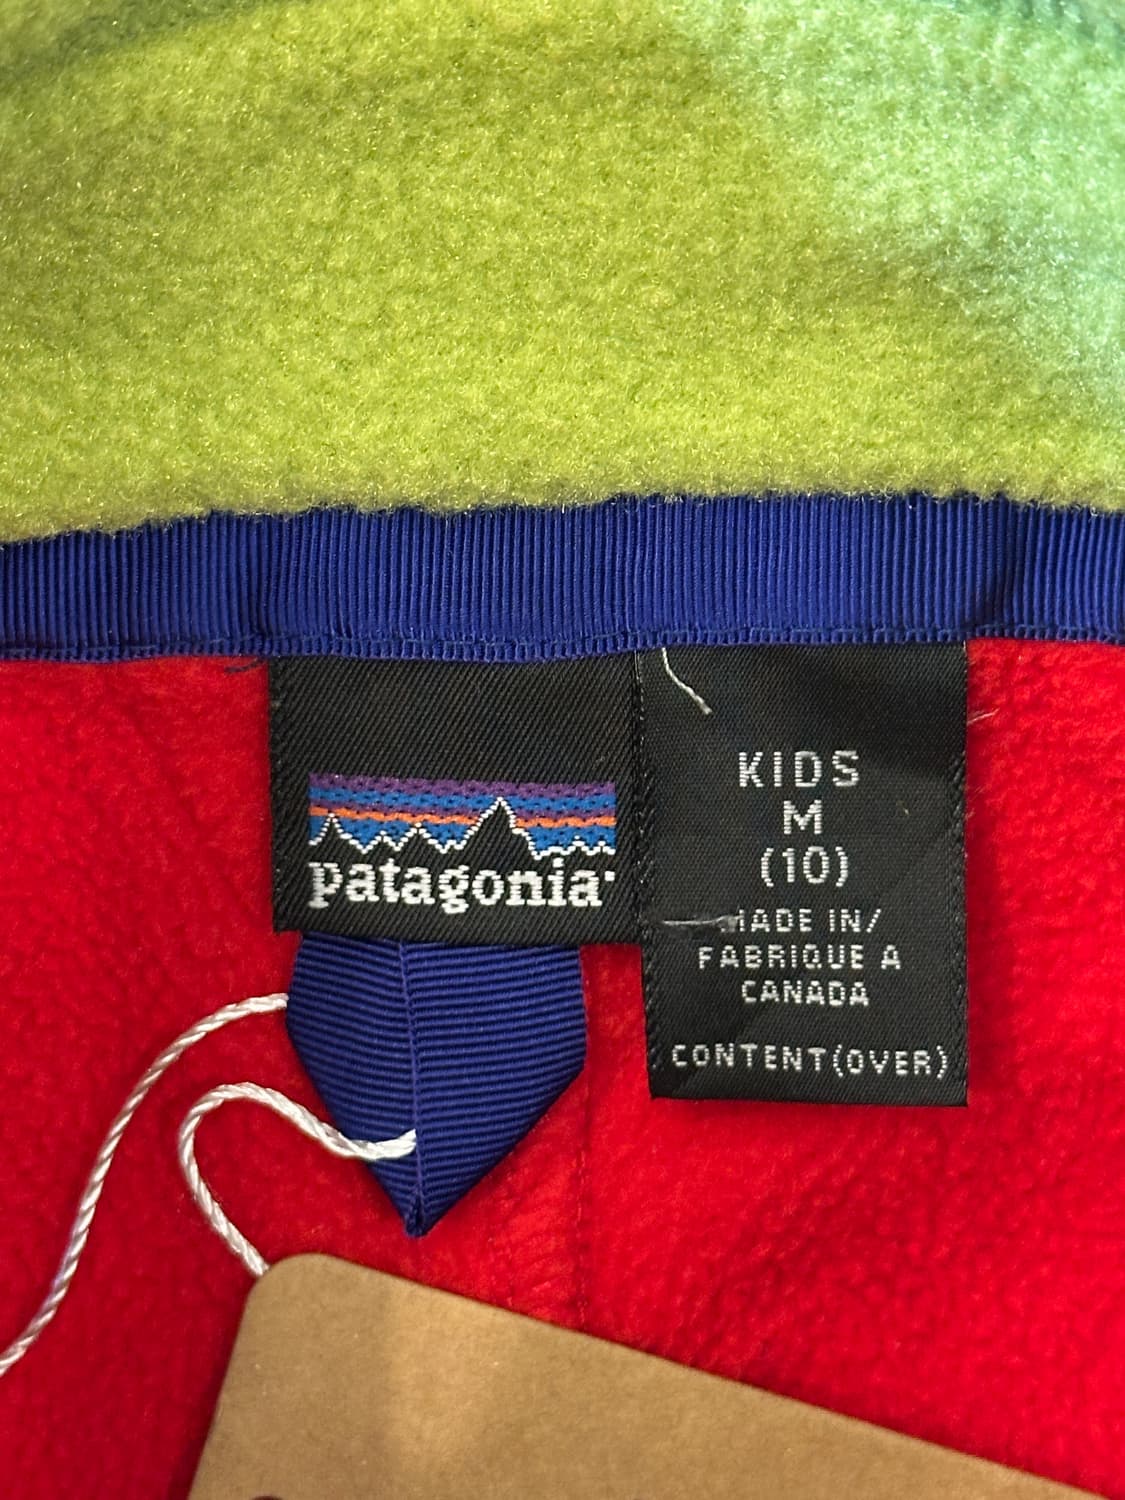 patagonia
KIDS
M
(10)
MADE IN/
FABRIQUE A
CANADA
CONTENT(OVER)